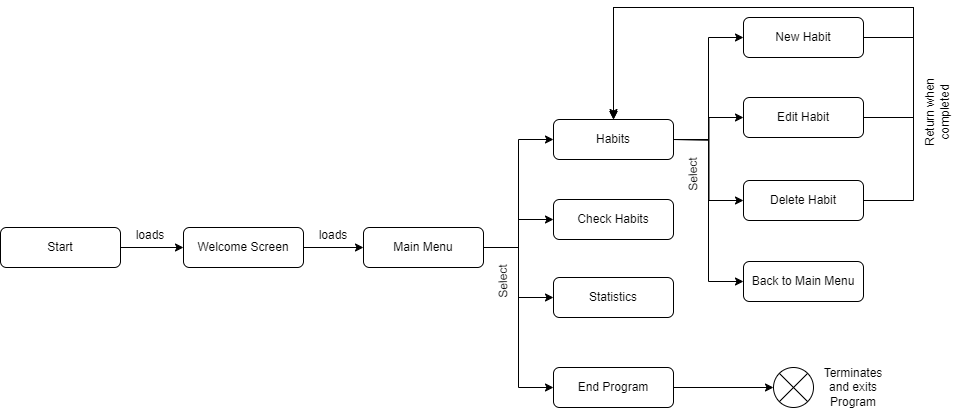 New Habit
Return when
completed
Edit Habit
Habits
Select
Delete Habit
Check Habits
Start
loads
Welcome Screen
loads
Main Menu
Select
Back to Main Menu
Statistics
End Program
Terminates
and exits
Program